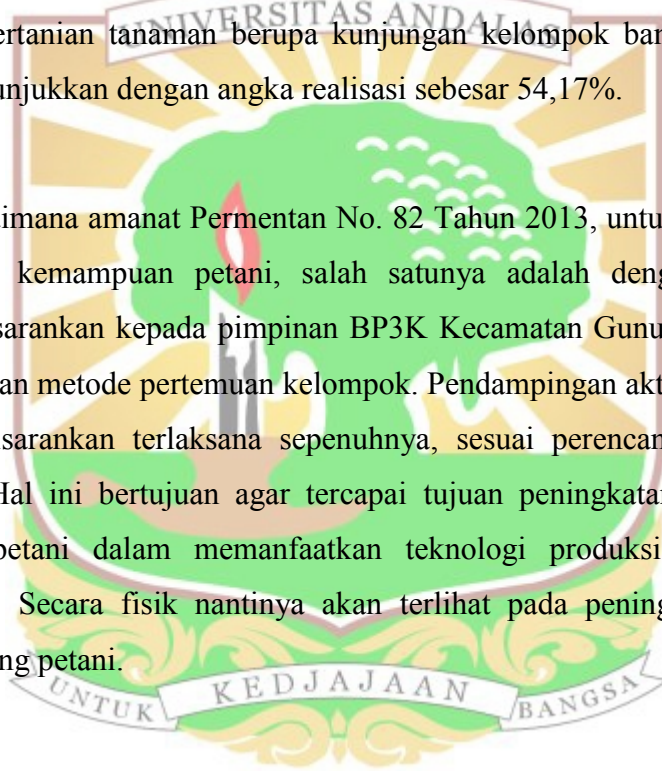 UNIVERSITAS ANDALAS
ertanian tanaman berupa kunjungan kelompok ban
unjukkan dengan angka realisasi sebesar 54,17%.
imana amanat Permentan No. 82 Tahun 2013, untu
kemampuan petani, salah satunya adalah deng
sarankan kepada pimpinan BP3K Kecamatan Gunu
an metode pertemuan kelompok. Pendampingan akt
sarankan terlaksana sepenuhnya, sesuai perencan
Hal ini bertujuan agar tercapai tujuan peningkatan
petani dalam memanfaatkan teknologi produksi
Secara fisik nantinya akan terlihat pada pening
ng petani.
UNTUK KEDJAJAAN BANGSA